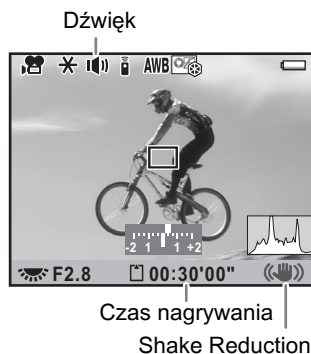 Dźwięk
AWB
-2 1 1 +2
F2.8 00:30'00"
Czas nagrywania
Shake Reduction